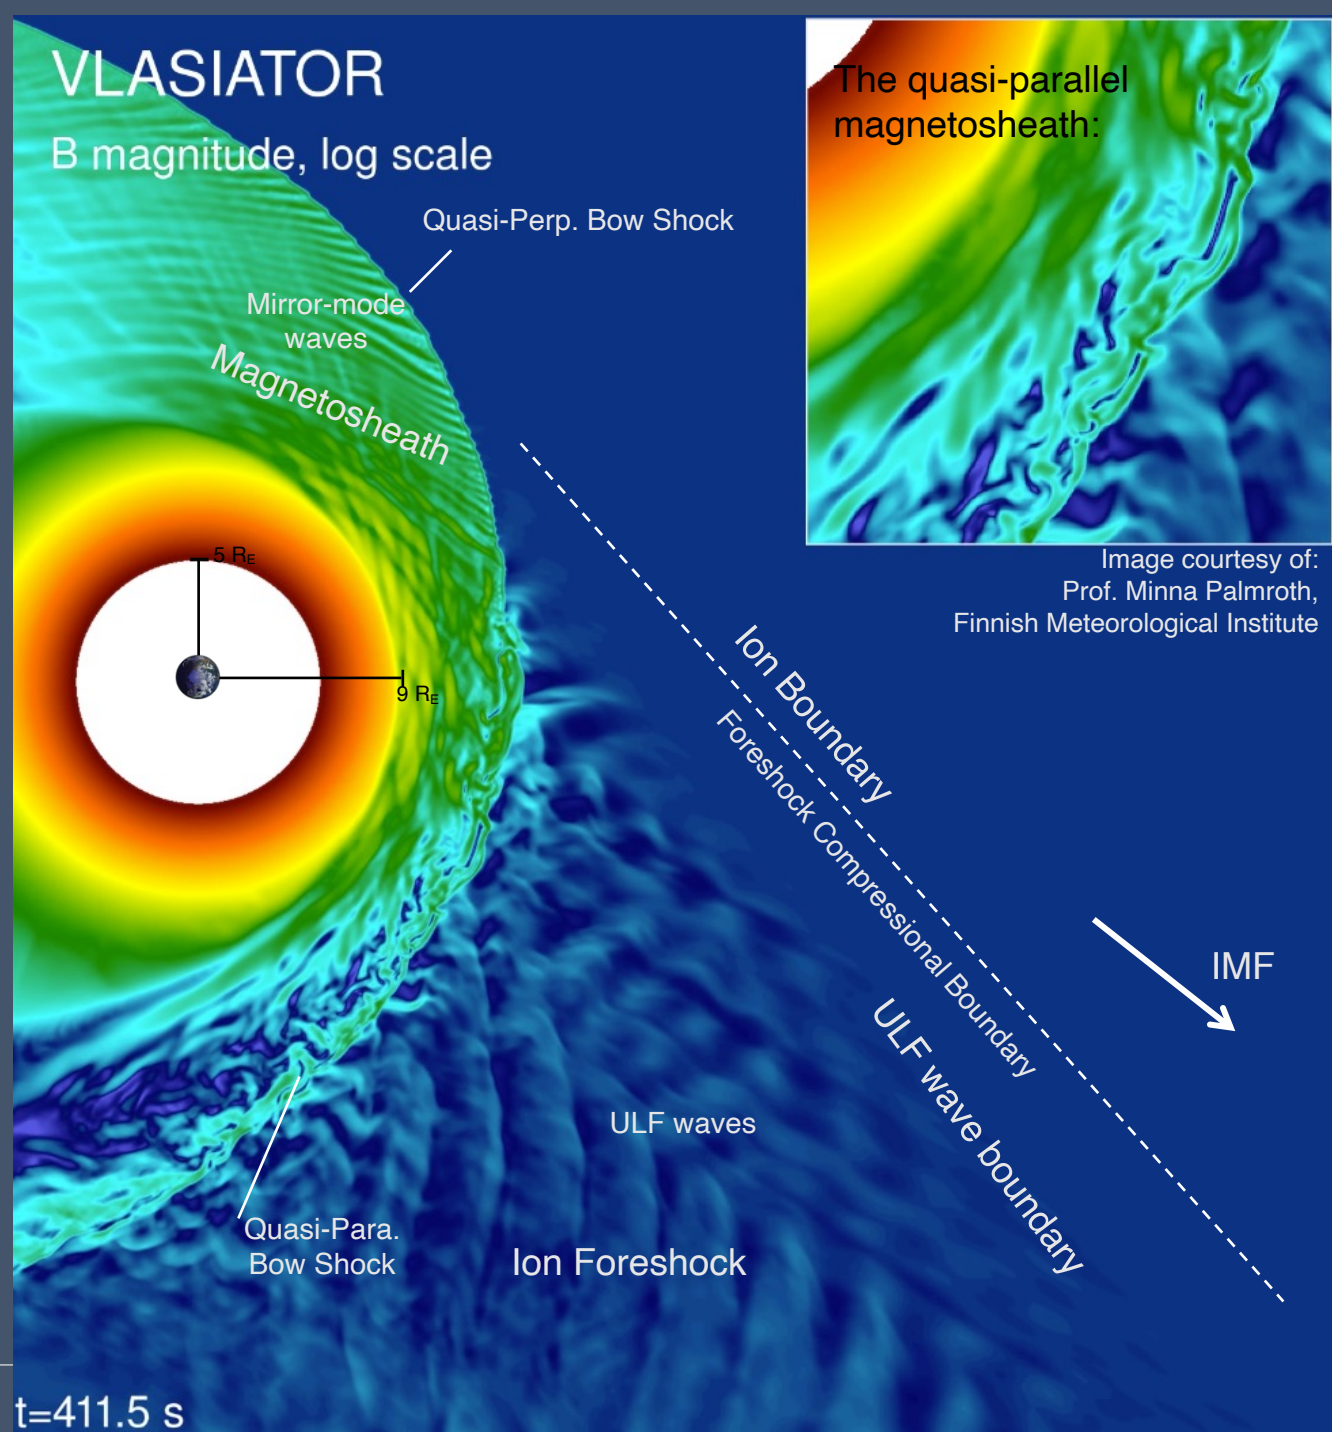 VLASIATOR
B magnitude, log scale
Quasi-Perp. Bow Shock
Mirror-mode
waves
Magnetosheath
5 RE
9 RE
The quasi-parallel
magnetosheath:
Image courtesy of:
Prof. Minna Palmroth,
Finnish Meteorological Institute
Ion Boundary
Foreshock Compressional Boundary
ULF wave boundary
IMF
ULF waves
Quasi-Para.
Bow Shock
Ion Foreshock
t=411.5 s